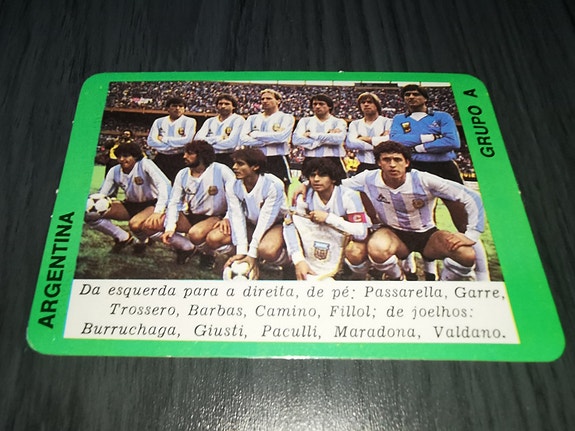 ARGENTINA
GRUPO A
Da esquerda para a direita, de pé: Passarella, Garre,
Trossero, Barbas, Camino, Fillol; de joelhos:
Burruchaga, Giusti, Paculli, Maradona, Valdano.